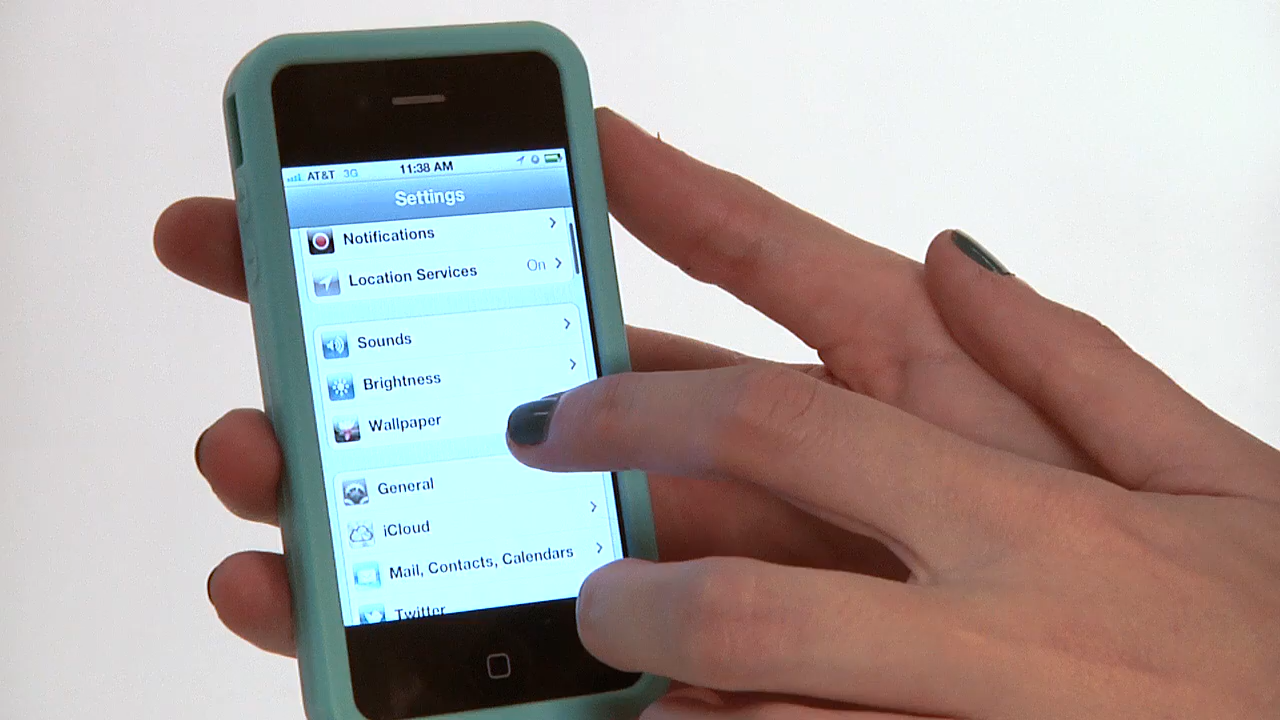 AT&T 3G 11:38 AM
Settings
Notifications
Location Services On
Sounds
Brightness
Wallpaper
General
iCloud
Mail, Contacts, Calendars
Twitter